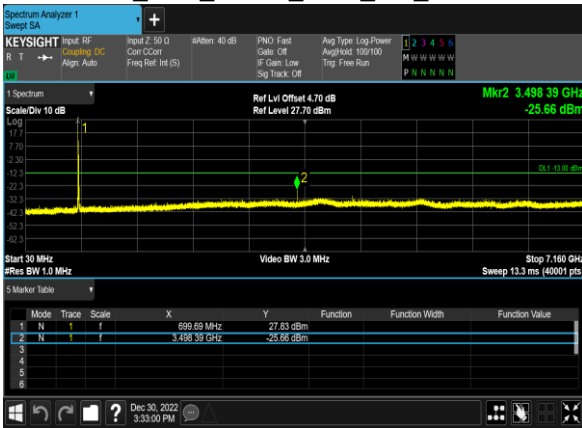 Spectrum Analyzer 1
Swept SA
+
KEYSIGHT Input: RF Input Z: 50 Ω #Atten: 40 dB PNO: Fast Avg Type: Log-Power 1 2 3 4 5 6
R T Coupling: DC Corr CCorr Gate: Off Avg|Hold: 100/100 M W W W W W
Align: Auto Freq Ref: Int (S) IF Gain: Low Trig: Free Run
LXI Sig Track: Off P N N N N N
1 Spectrum Ref Lvl Offset 4.70 dB Mkr2 3.498 39 GHz
Scale/Div 10 dB Ref Level 27.70 dBm -25.66 dBm
Log
1
17.7
7.70
-2.30
DL1 -13.00 dBm
-12.3
2
-22.3
-32.3
-42.3
-52.3
-62.3
Start 30 MHz Video BW 3.0 MHz Stop 7.160 GHz
#Res BW 1.0 MHz Sweep 13.3 ms (40001 pts)
5 Marker Table
Mode Trace Scale X Y Function Function Width Function Value
1 N 1 f 699.69 MHz 27.83 dBm
2 N 1 f 3.498 39 GHz -25.66 dBm
3
4
5
6
? Dec 30, 2022
3:33:00 PM